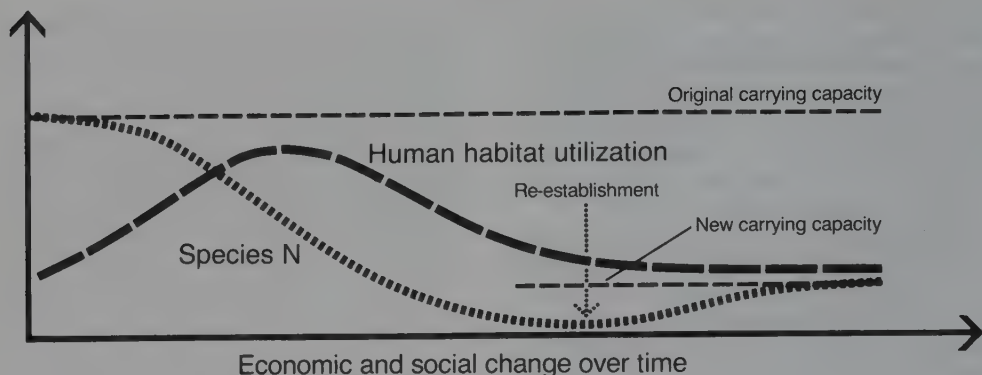 Original carrying capacity
Human habitat utilization
Re-establishment
New carrying capacity
Species N
Economic and social change over time